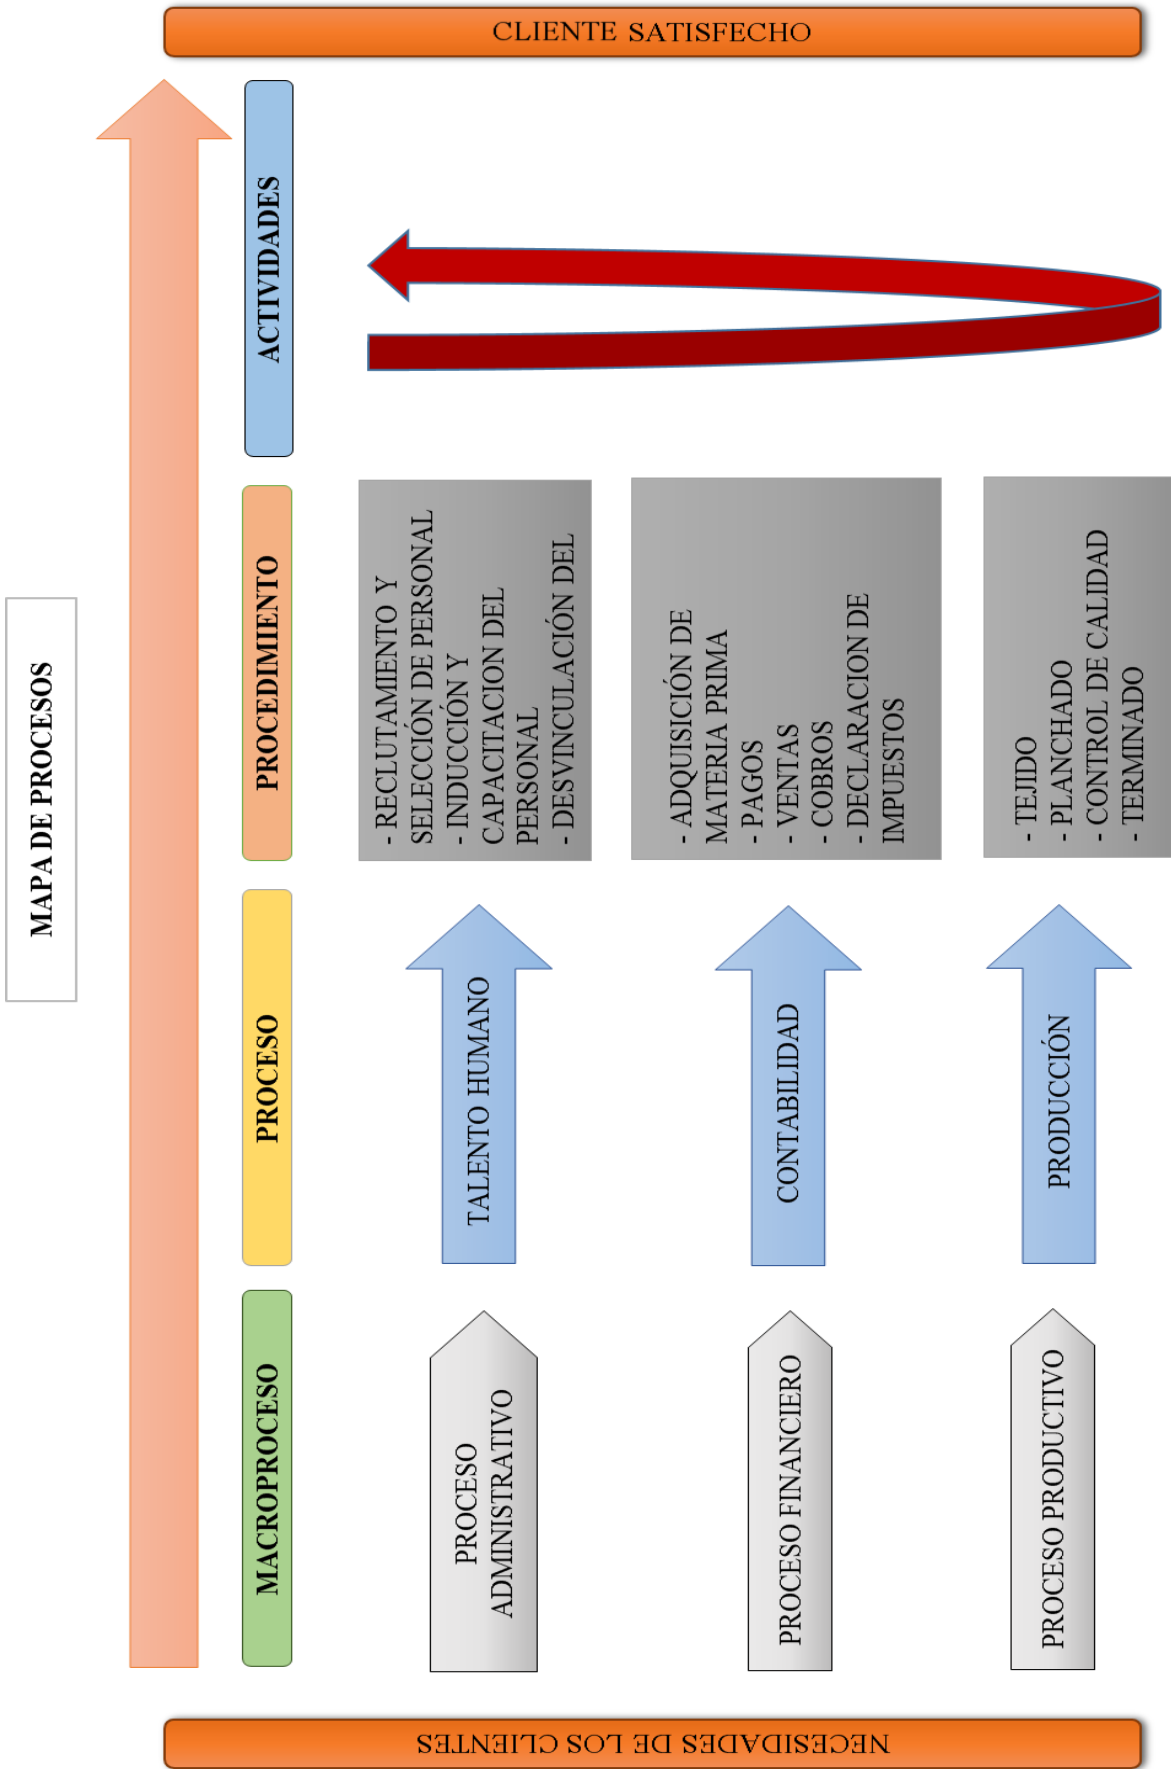 MAPA DE PROCESOS
NECESIDADES DE LOS CLIENTES
MACROPROCESO
PROCESO
PROCEDIMIENTO
ACTIVIDADES
PROCESO
ADMINISTRATIVO
TALENTO HUMANO
- RECLUTAMIENTO Y
SELECCIÓN DE PERSONAL
- INDUCCIÓN Y
CAPACITACION DEL
PERSONAL
- DESVINCULACIÓN DEL
PROCESO FINANCIERO
CONTABILIDAD
- ADQUISICIÓN DE
MATERIA PRIMA
- PAGOS
- VENTAS
- COBROS
- DECLARACION DE
IMPUESTOS
PROCESO PRODUCTIVO
PRODUCCIÓN
- TEJIDO
- PLANCHADO
- CONTROL DE CALIDAD
- TERMINADO
CLIENTE SATISFECHO